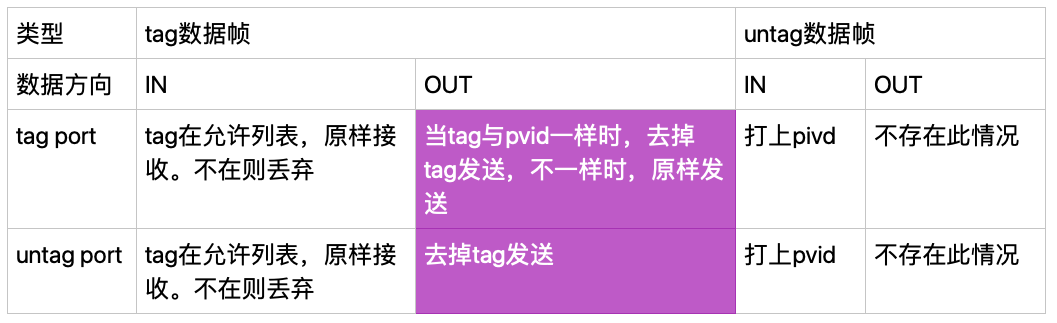 类型 tag数据帧 untag数据帧
数据方向 IN OUT IN OUT
tag port
tag在允许列表，原样接
收。不在则丢弃
当tag与pvid一样时，去掉
tag发送，不一样时，原样发
送
打上pivd
不存在此情况
untag port
tag在允许列表，原样接
收。不在则丢弃
去掉tag发送
打上pvid
不存在此情况